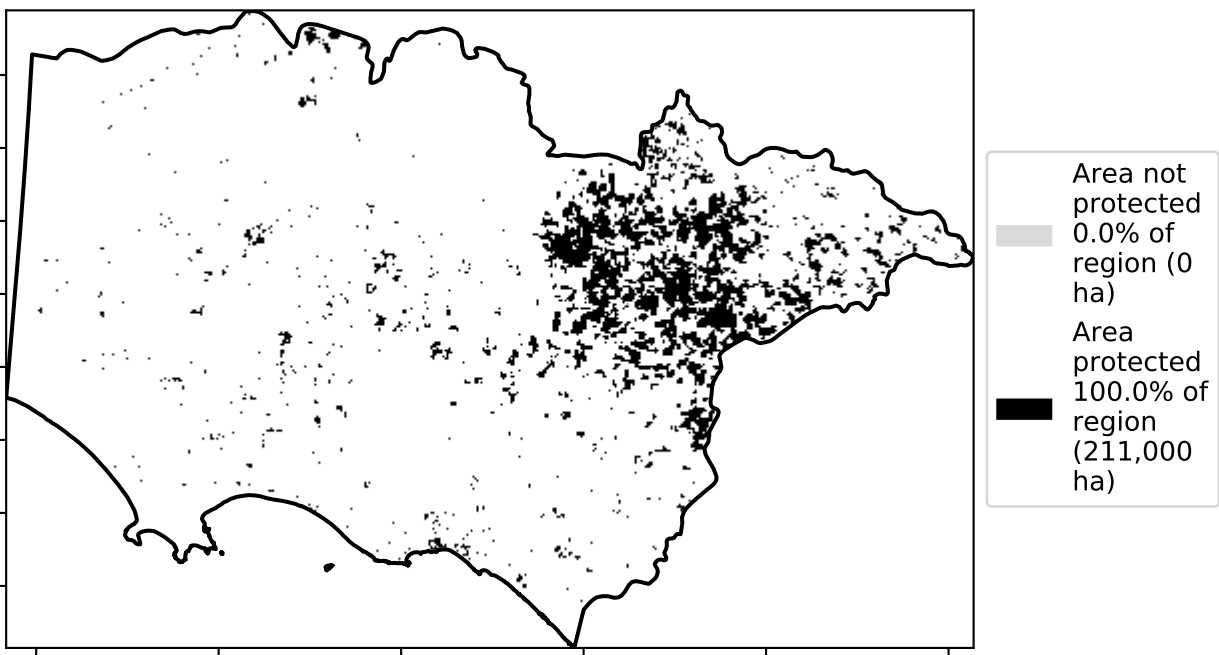 Area not
protected
0.0% of
region (0
ha)
Area
protected
100.0% of
region
(211,000
ha)